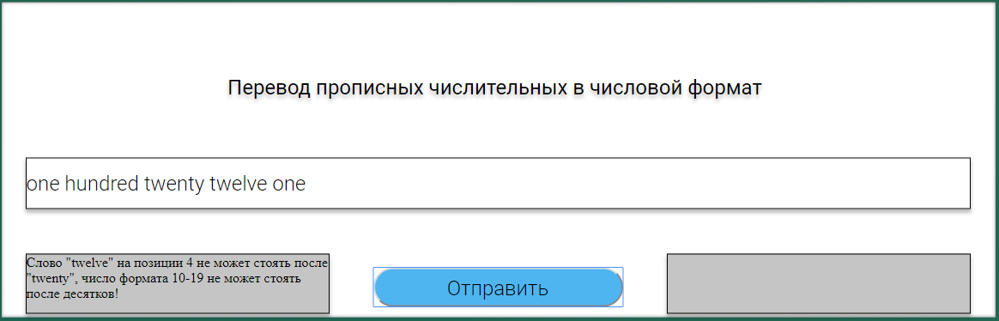 Перевод прописных числительных в числовой формат
one hundred twenty twelve one
Слово "twelve" на позиции 4 не может стоять после
"twenty", число формата 10-19 не может стоять
после десятков!
Отправить